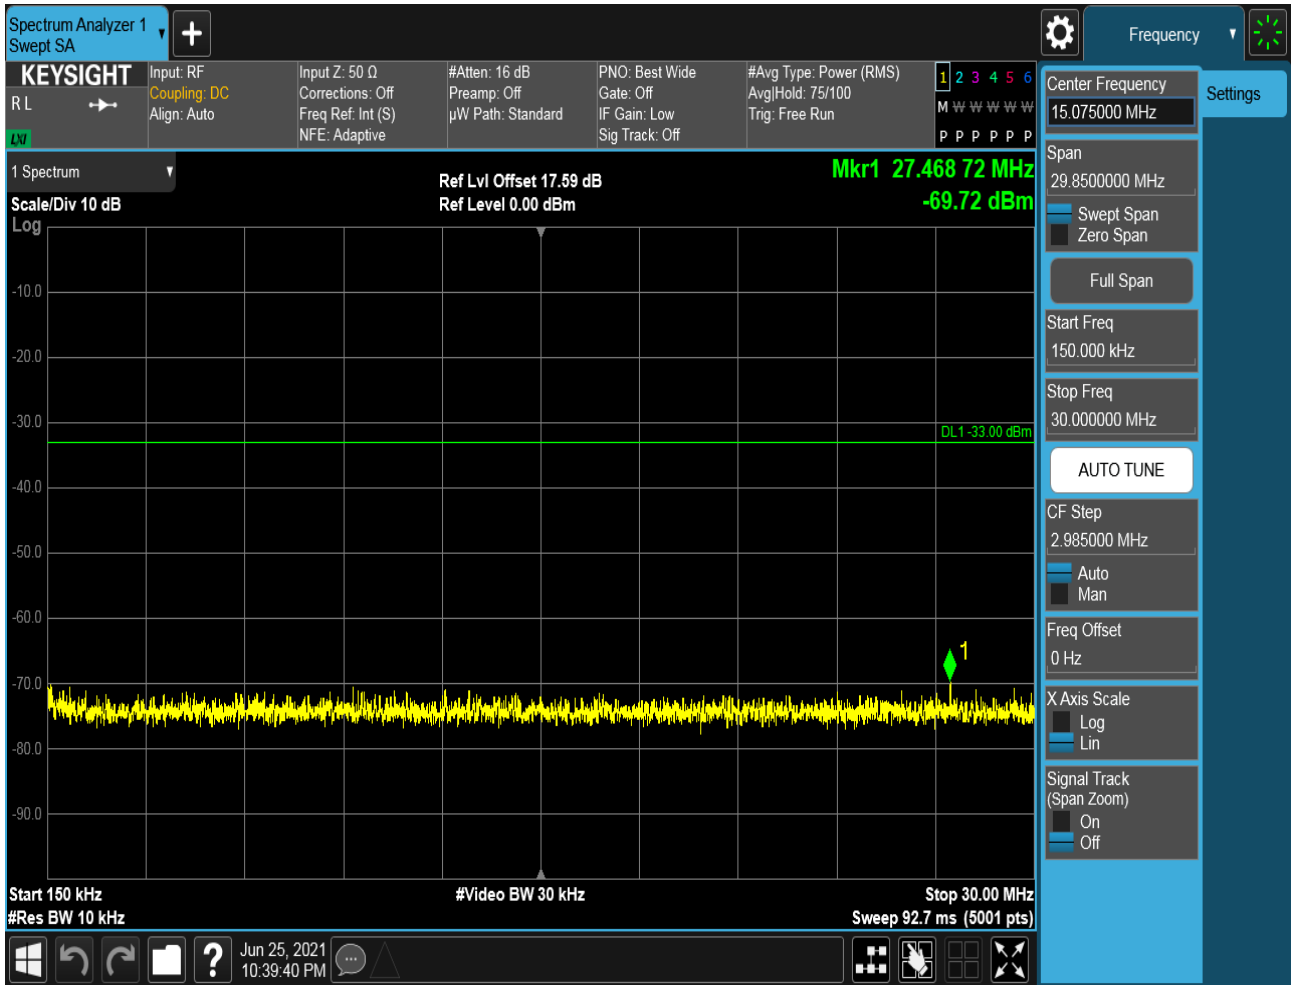 Spectrum Analyzer 1
Swept SA
+
Frequency
KEYSIGHT
R L
LXI
Input: RF
Coupling: DC
Align: Auto
Input Z: 50 Ω
Corrections: Off
Freq Ref: Int (S)
NFE: Adaptive
#Atten: 16 dB
Preamp: Off
µW Path: Standard
PNO: Best Wide
Gate: Off
IF Gain: Low
Sig Track: Off
#Avg Type: Power (RMS)
Avg|Hold: 75/100
Trig: Free Run
1 2 3 4 5 6
M W W W W W
P P P P P P
1 Spectrum
Scale/Div 10 dB
Log
Ref Lvl Offset 17.59 dB
Ref Level 0.00 dBm
Mkr1 27.468 72 MHz
-69.72 dBm
-10.0
-20.0
-30.0
DL1 -33.00 dBm
-40.0
-50.0
-60.0
1
-70.0
-80.0
-90.0
Start 150 kHz
#Res BW 10 kHz
#Video BW 30 kHz
Stop 30.00 MHz
Sweep 92.7 ms (5001 pts)
?
Jun 25, 2021
10:39:40 PM
Center Frequency
15.075000 MHz
Span
29.8500000 MHz
Swept Span
Zero Span
Full Span
Start Freq
150.000 kHz
Stop Freq
30.000000 MHz
AUTO TUNE
CF Step
2.985000 MHz
Auto
Man
Freq Offset
0 Hz
X Axis Scale
Log
Lin
Signal Track
(Span Zoom)
On
Off
Settings